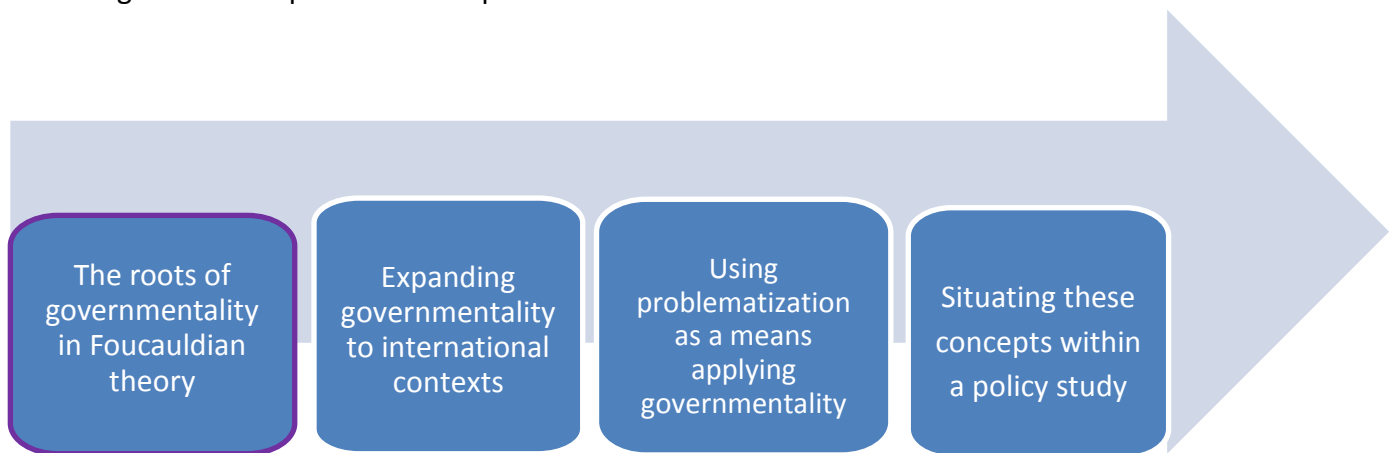 The roots of
governmentality
in Foucauldian
theory
Expanding
governmentality
to international
contexts
Using
problematization
as a means
applying
governmentality
Situating these
concepts within
a policy study